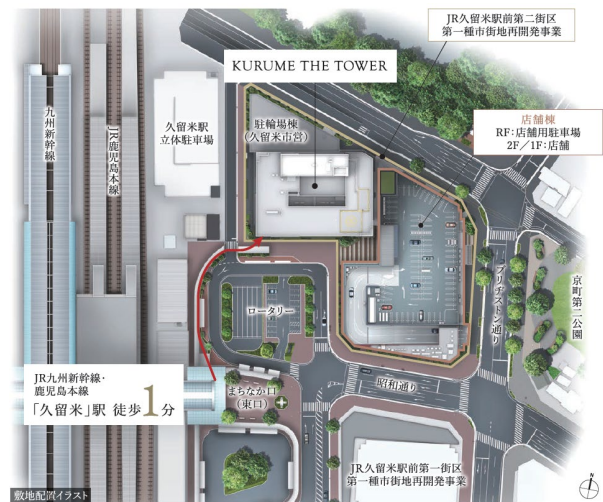 JR久留米駅前第二街区
第一種市街地再開発事業
KURUME THE TOWER
店舗棟
RF:店舗用駐車場
2F/1F:店舗
駐輪場棟
(久留米市営)
久留米駅
立体駐車場
九州新幹線
JR鹿児島本線
ロータリー
ブリヂストン通り
京町第二公園
昭和通り
まちなか口
(東口)
JR九州新幹線・
鹿児島本線
「久留米」駅 徒歩1分
JR久留米駅前第一街区
第一種市街地再開発事業
敷地配置イラスト
N